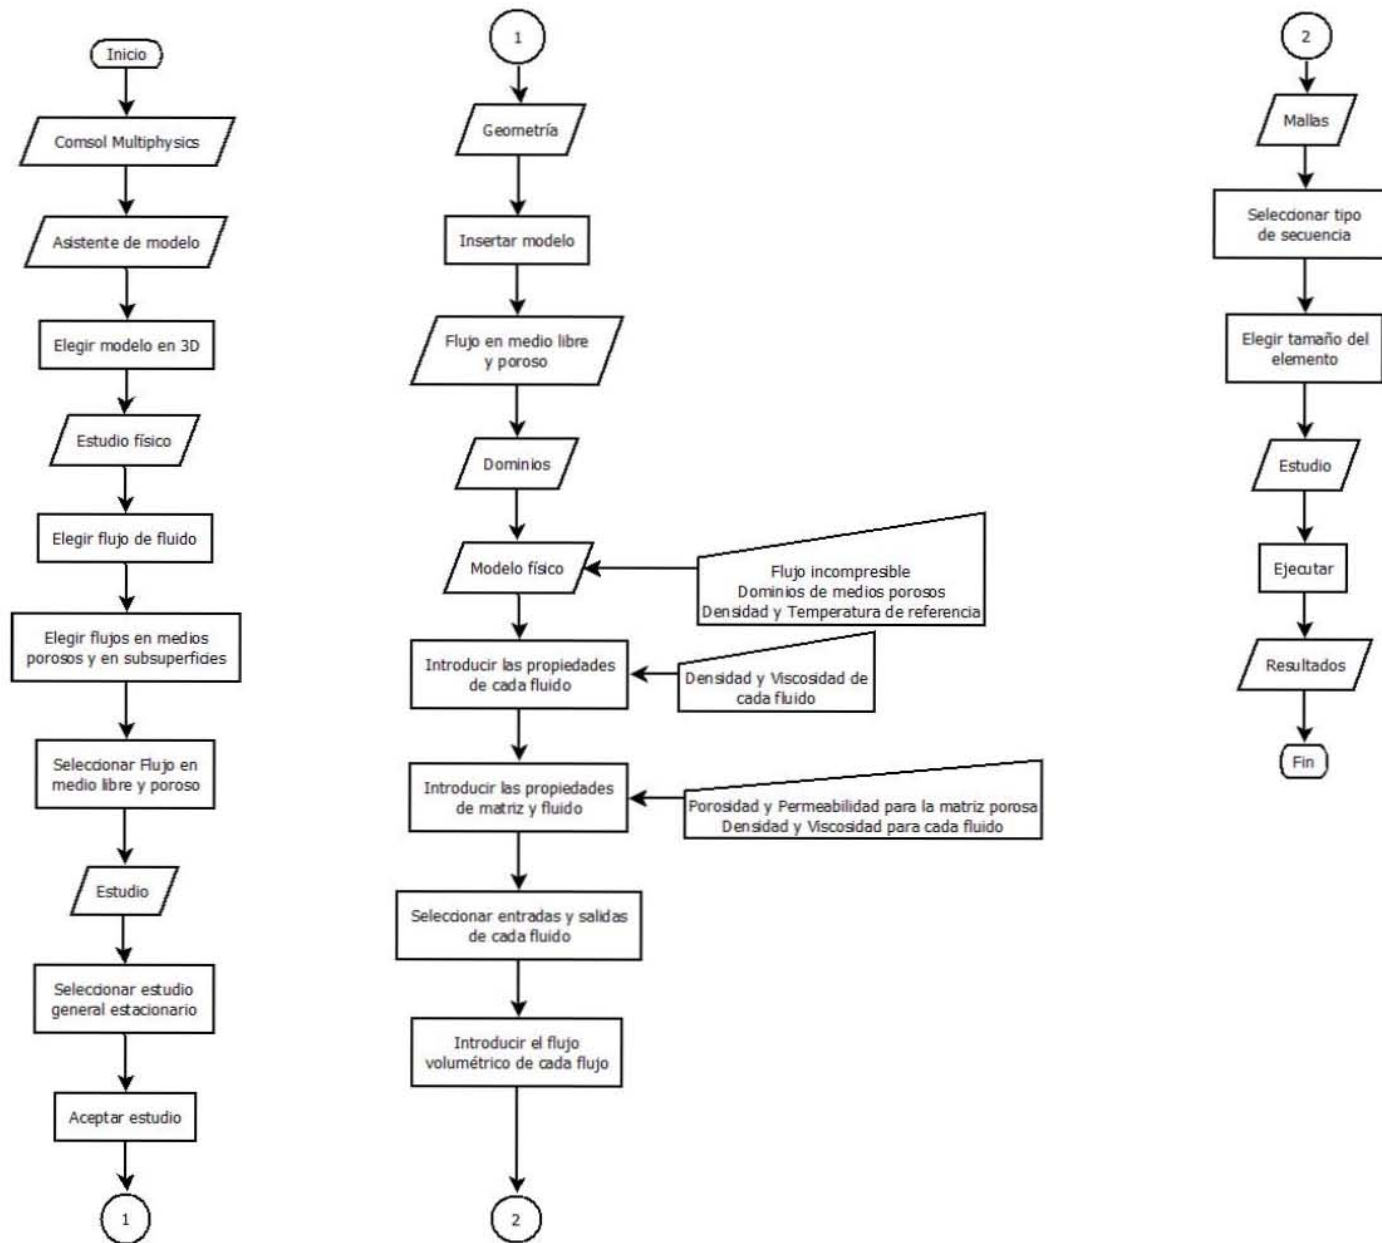 Inicio
Comsol Multiphysics
Asistente de modelo
Elegir modelo en 3D
Estudio físico
Elegir flujo de fluido
Elegir flujos en medios
porosos y en subsuperficies
Seleccionar Flujo en
medio libre y poroso
Estudio
Seleccionar estudio
general estacionario
Aceptar estudio
1
1
Geometría
Insertar modelo
Flujo en medio libre
y poroso
Dominios
Modelo físico
Flujo incompresible
Dominios de medios porosos
Densidad y Temperatura de referencia
Introducir las propiedades
de cada fluido
Densidad y Viscosidad de
cada fluido
Introducir las propiedades
de matriz y fluido
Porosidad y Permeabilidad para la matriz porosa
Densidad y Viscosidad para cada fluido
Seleccionar entradas y salidas
de cada fluido
Introducir el flujo
volumétrico de cada flujo
2
2
Mallas
Seleccionar tipo
de secuencia
Elegir tamaño del
elemento
Estudio
Ejecutar
Resultados
Fin